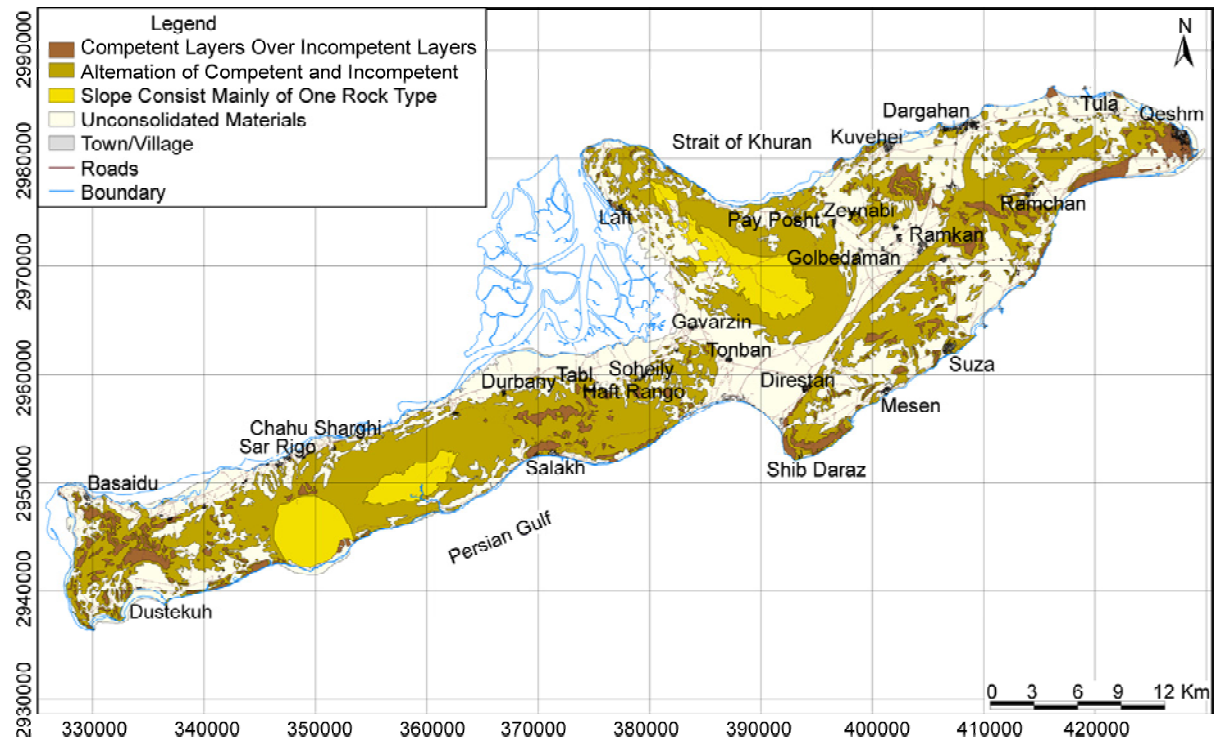 Legend
Competent Layers Over Incompetent Layers
Alternation of Competent and Incompetent
Slope Consist Mainly of One Rock Type
Unconsolidated Materials
Town/Village
Roads
Boundary
N
2990000
2980000
2970000
2960000
2950000
2940000
2930000
Tula
Dargahan
Qeshm
Strait of Khuran
Kuvehei
Ramchan
Zeynabi
Lafi
Pay Posht
Ramkan
Golbedaman
Gavarzin
Tonban
Suza
Soheily
Tabl
Durbany
Direstan
Haft Rango
Mesen
Chahu Sharghi
Sar Rigo
Salakh
Shib Daraz
Basaidu
Persian Gulf
Dustekuh
0 3 6 9 12 Km
330000 340000 350000 360000 370000 380000 390000 400000 410000 420000